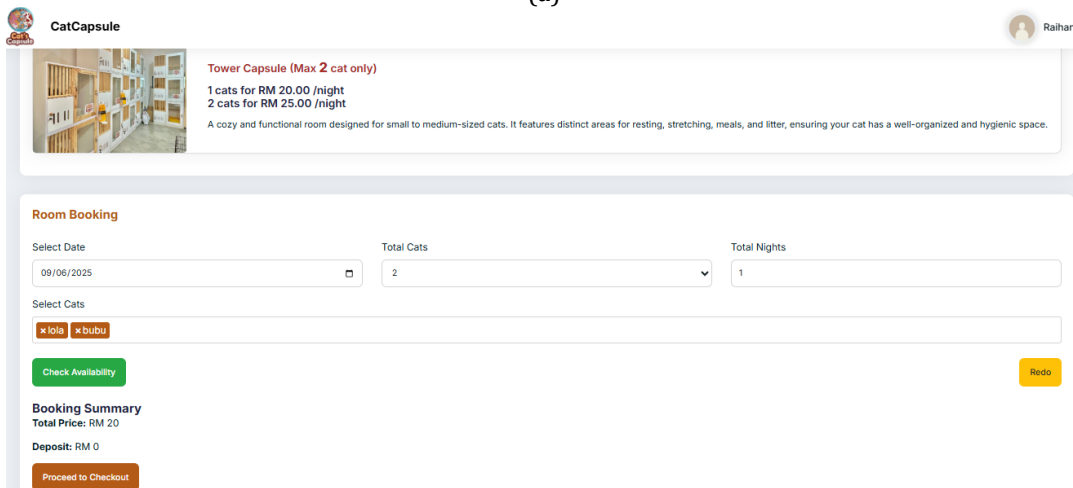 (a)
CatCapsule
Cat's
Capsule
Raihan
Tower Capsule (Max 2 cat only)
1 cats for RM 20.00 /night
2 cats for RM 25.00 /night
A cozy and functional room designed for small to medium-sized cats. It features distinct areas for resting, stretching, meals, and litter, ensuring your cat has a well-organized and hygienic space.
Room Booking
Select Date
Total Cats
Total Nights
09/06/2025
2
1
Select Cats
×lola ×bubu
Check Availability
Redo
Booking Summary
Total Price: RM 20
Deposit: RM 0
Proceed to Checkout